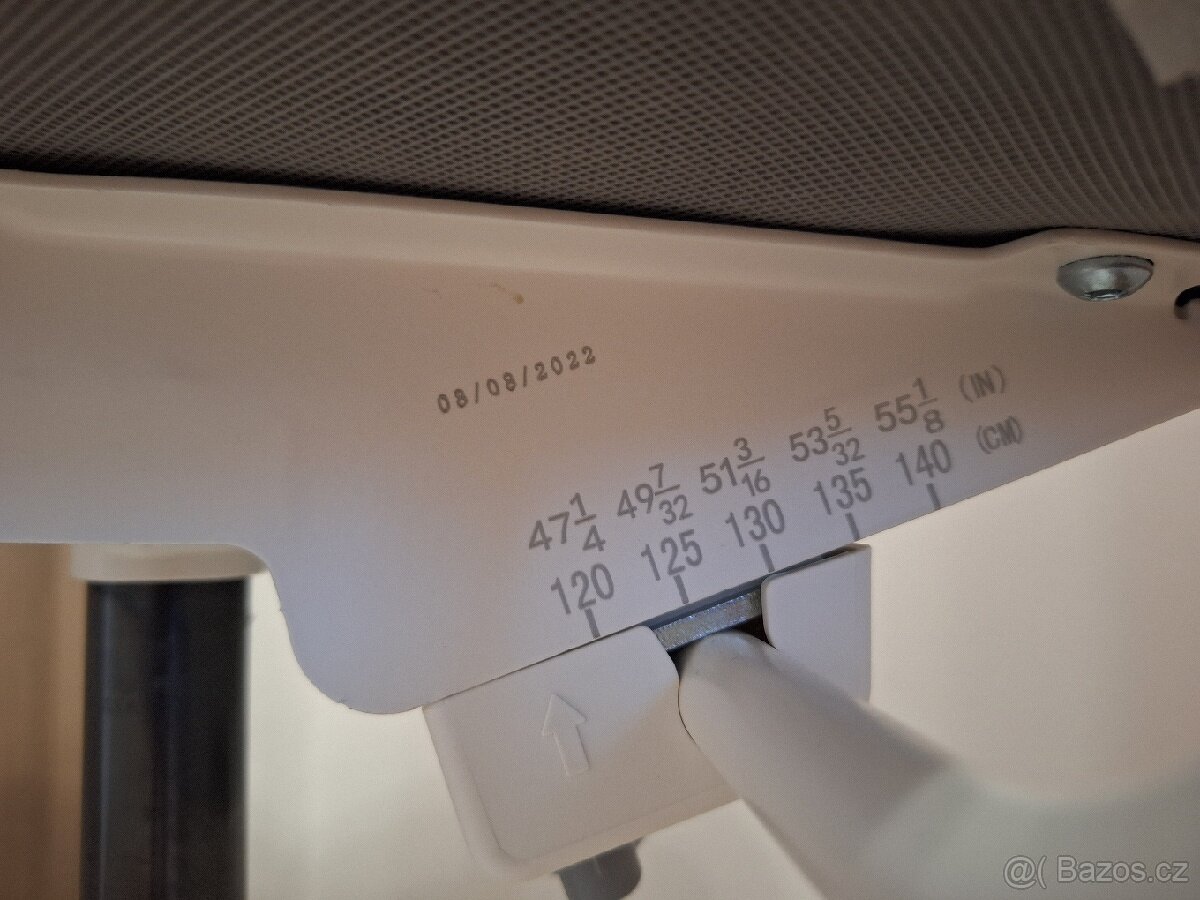 08/08/2022
47 1/4 49 7/32 51 3/16 53 5/32 55 1/8 (IN)
120 125 130 135 140 (CM)
@( Bazos.cz